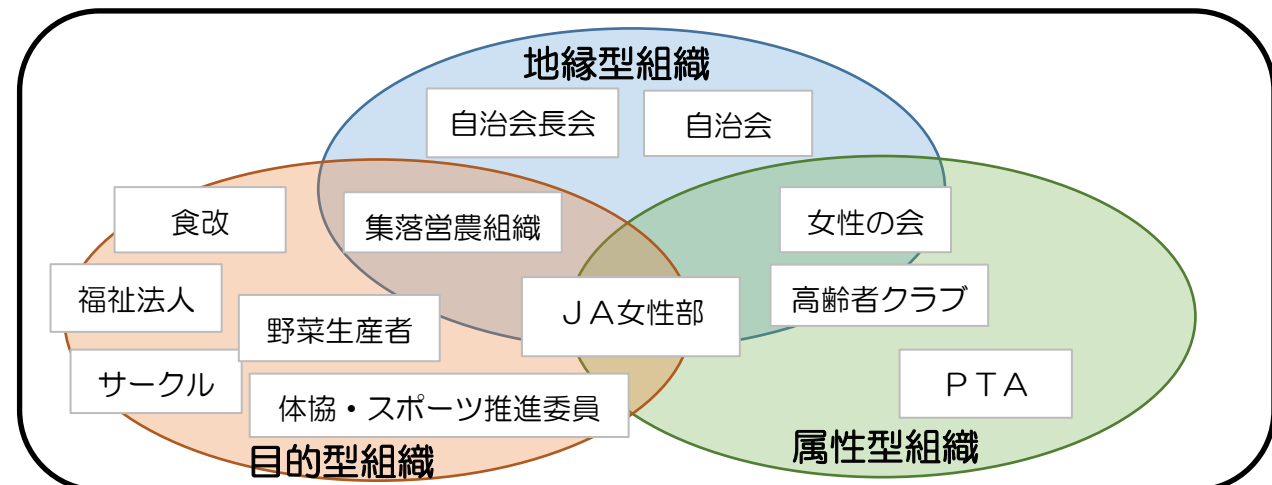 地縁型組織
自治会長会
自治会
食改
集落営農組織
女性の会
福祉法人
野菜生産者
ＪＡ女性部
高齢者クラブ
サークル
体協・スポーツ推進委員
ＰＴＡ
目的型組織
属性型組織